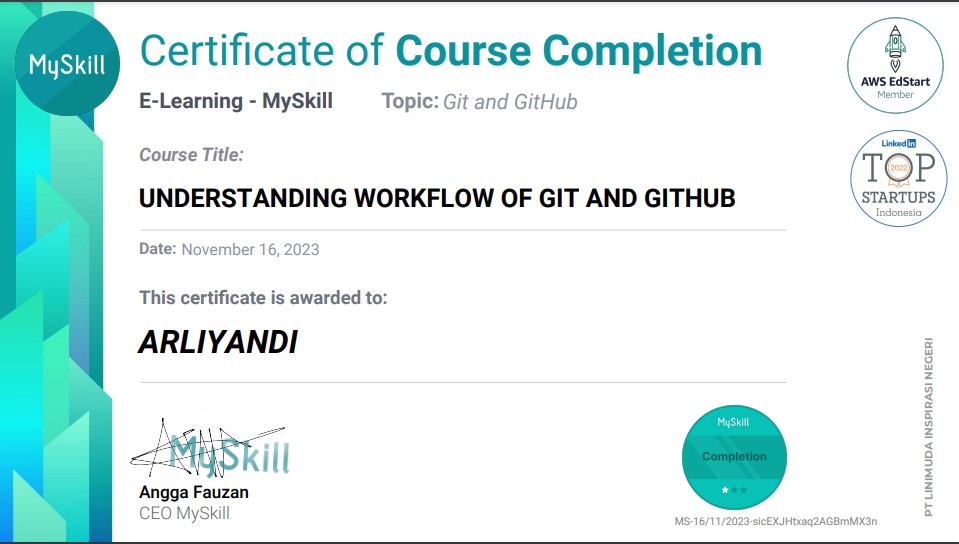 MySkill
Certificate of Course Completion
E-Learning - MySkill Topic: Git and GitHub
AWS EdStart
Member
Course Title:
LinkedIn
2022
TOP
STARTUPS
Indonesia
UNDERSTANDING WORKFLOW OF GIT AND GITHUB
Date: November 16, 2023
This certificate is awarded to:
ARLIYANDI
MySkill
Angga Fauzan
CEO MySkill
MySkill
Completion
MS-16/11/2023-sicEXJHtxaq2AGBmMX3n
PT LINIMUDA INSPIRASI NEGERI